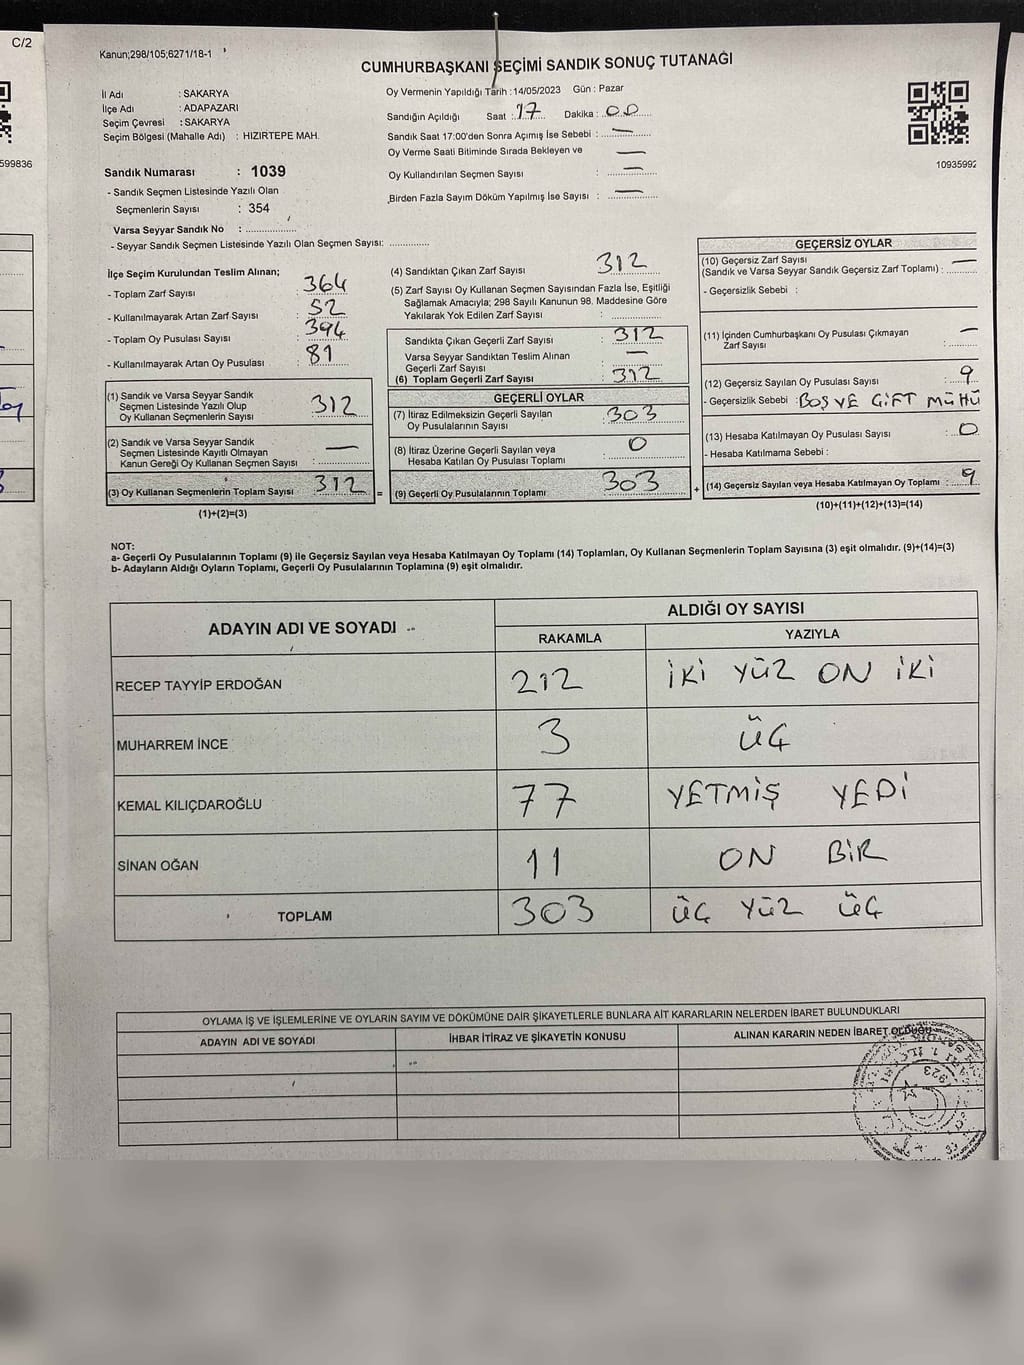 C/2
599836
Kanun;298/105;6271/18-1
CUMHURBAŞKANI SEÇİMİ SANDIK SONUÇ TUTANAĞI
İl Adı : SAKARYA
İlçe Adı : ADAPAZARI
Seçim Çevresi : SAKARYA
Seçim Bölgesi (Mahalle Adı) : HIZIRTEPE MAH.
Sandık Numarası : 1039
- Sandık Seçmen Listesinde Yazılı Olan
Seçmenlerin Sayısı : 354
Varsa Seyyar Sandık No : ................
- Seyyar Sandık Seçmen Listesinde Yazılı Olan Seçmen Sayısı: .............
Oy Vermenin Yapıldığı Tarih :14/05/2023 Gün : Pazar
Sandığın Açıldığı Saat : 17 Dakika : 00
Sandık Saat 17:00'den Sonra Açımış İse Sebebi : —
Oy Verme Saati Bitiminde Sırada Bekleyen ve —
Oy Kullandırılan Seçmen Sayısı : —
Birden Fazla Sayım Döküm Yapılmış İse Sayısı : —
10935992
İlçe Seçim Kurulundan Teslim Alınan;
- Toplam Zarf Sayısı : 364
- Kullanılmayarak Artan Zarf Sayısı : 52
- Toplam Oy Pusulası Sayısı : 394
- Kullanılmayarak Artan Oy Pusulası : 81
(1) Sandık ve Varsa Seyyar Sandık
Seçmen Listesinde Yazılı Olup
Oy Kullanan Seçmenlerin Sayısı : 312
(2) Sandık ve Varsa Seyyar Sandık
Seçmen Listesinde Kayıtlı Olmayan
Kanun Gereği Oy Kullanan Seçmen Sayısı : —
(3) Oy Kullanan Seçmenlerin Toplam Sayısı : 312 =
(1)+(2)=(3)
(4) Sandıktan Çıkan Zarf Sayısı : 312
(5) Zarf Sayısı Oy Kullanan Seçmen Sayısından Fazla İse, Eşitliği
Sağlamak Amacıyla; 298 Sayılı Kanunun 98. Maddesine Göre
Yakılarak Yok Edilen Zarf Sayısı : ................
Sandıkta Çıkan Geçerli Zarf Sayısı : 312
Varsa Seyyar Sandıktan Teslim Alınan
Geçerli Zarf Sayısı : —
(6) Toplam Geçerli Zarf Sayısı : 312
GEÇERLİ OYLAR
(7) İtiraz Edilmeksizin Geçerli Sayılan
Oy Pusulalarının Sayısı : 303
(8) İtiraz Üzerine Geçerli Sayılan veya
Hesaba Katılan Oy Pusulası Toplamı : 0
(9) Geçerli Oy Pusulalarının Toplamı : 303 +
GEÇERSİZ OYLAR
(10) Geçersiz Zarf Sayısı
(Sandık ve Varsa Seyyar Sandık Geçersiz Zarf Toplamı) : —
- Geçersizlik Sebebi :
(11) İçinden Cumhurbaşkanı Oy Pusulası Çıkmayan
Zarf Sayısı : —
(12) Geçersiz Sayılan Oy Pusulası Sayısı : 9
- Geçersizlik Sebebi : BOŞ VE ÇİFT MÜHÜ
(13) Hesaba Katılmayan Oy Pusulası Sayısı : 0
- Hesaba Katılmama Sebebi :
(14) Geçersiz Sayılan veya Hesaba Katılmayan Oy Toplamı : 9
(10)+(11)+(12)+(13)=(14)
NOT:
a- Geçerli Oy Pusulalarının Toplamı (9) ile Geçersiz Sayılan veya Hesaba Katılmayan Oy Toplamı (14) Toplamları, Oy Kullanan Seçmenlerin Toplam Sayısına (3) eşit olmalıdır. (9)+(14)=(3)
b- Adayların Aldığı Oyların Toplamı, Geçerli Oy Pusulalarının Toplamına (9) eşit olmalıdır.
ADAYIN ADI VE SOYADI ALDIĞI OY SAYISI
RAKAMLA YAZIYLA
RECEP TAYYİP ERDOĞAN 212 İKİ YÜZ ON İKİ
MUHARREM İNCE 3 ÜÇ
KEMAL KILIÇDAROĞLU 77 YETMİŞ YEDİ
SİNAN OĞAN 11 ON BİR
TOPLAM 303 ÜÇ YÜZ ÜÇ
OYLAMA İŞ VE İŞLEMLERİNE VE OYLARIN SAYIM VE DÖKÜMÜNE DAİR ŞİKAYETLERLE BUNLARA AİT KARARLARIN NELERDEN İBARET BULUNDUKLARI
ADAYIN ADI VE SOYADI İHBAR İTİRAZ VE ŞİKAYETİN KONUSU ALINAN KARARIN NEDEN İBARET OLDUĞU